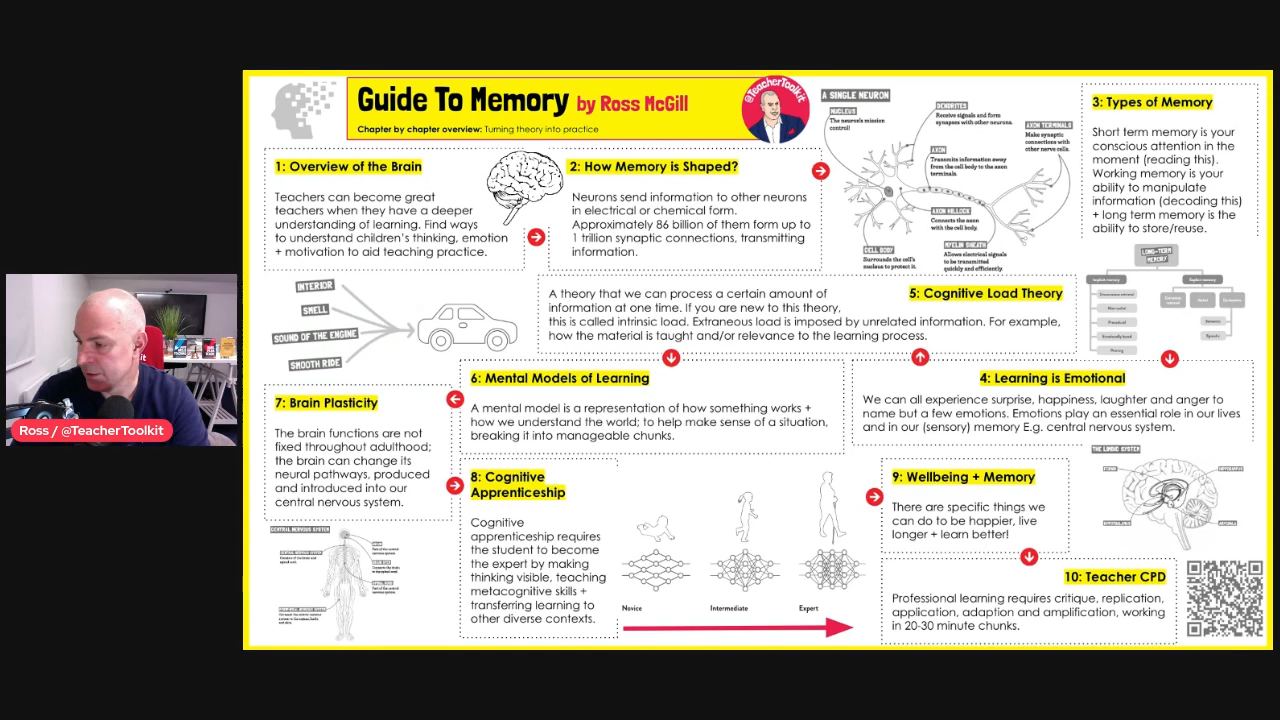 Guide To Memory by Ross McGill
Chapter by chapter overview: Turning theory into practice
@TeacherToolkit
1: Overview of the Brain
Teachers can become great
teachers when they have a deeper
understanding of learning. Find ways
to understand children's thinking, emotion
+ motivation to aid teaching practice.
2: How Memory is Shaped?
Neurons send information to other neurons
in electrical or chemical form.
Approximately 86 billion of them form up to
1 trillion synaptic connections, transmitting
information.
A SINGLE NEURON
NUCLEUS
The neuron's mission
control!
DENDRITES
Receive signals and form
synapses with other neurons.
AXON TERMINALS
Make synaptic
connections with
other nerve cells.
AXON
Transmits information away
from the cell body to the axon
terminals.
AXON HILLOCK
Connects the axon
with the cell body.
CELL BODY
Surrounds the cell's
nucleus to protect it.
MYELIN SHEATH
Allows electrical signals
to be transmitted
quickly and efficiently.
3: Types of Memory
Short term memory is your
conscious attention in the
moment (reading this).
Working memory is your
ability to manipulate
information (decoding this)
+ long term memory is the
ability to store/reuse.
LONG-TERM
MEMORY
Implicit memory
Explicit memory
Procedural
Priming
Semantic
Episodic
INTERIOR
SMELL
SOUND OF THE ENGINE
SMOOTH RIDE
5: Cognitive Load Theory
A theory that we can process a certain amount of
information at one time. If you are new to this theory,
this is called intrinsic load. Extraneous load is imposed by unrelated information. For example,
how the material is taught and/or relevance to the learning process.
4: Learning is Emotional
We can all experience surprise, happiness, laughter and anger to
name but a few emotions. Emotions play an essential role in our lives
and in our (sensory) memory E.g. central nervous system.
THE LIMBIC SYSTEM
6: Mental Models of Learning
A mental model is a representation of how something works +
how we understand the world; to help make sense of a situation,
breaking it into manageable chunks.
7: Brain Plasticity
The brain functions are not
fixed throughout adulthood;
the brain can change its
neural pathways, produced
and introduced into our
central nervous system.
CENTRAL NERVOUS SYSTEM
8: Cognitive
Apprenticeship
Cognitive
apprenticeship requires
the student to become
the expert by making
thinking visible, teaching
metacognitive skills +
transferring learning to
other diverse contexts.
Novice
Intermediate
Expert
9: Wellbeing + Memory
There are specific things we
can do to be happier, live
longer + learn better!
10: Teacher CPD
Professional learning requires critique, replication,
application, adaption and amplification, working
in 20-30 minute chunks.
Ross / @TeacherToolkit